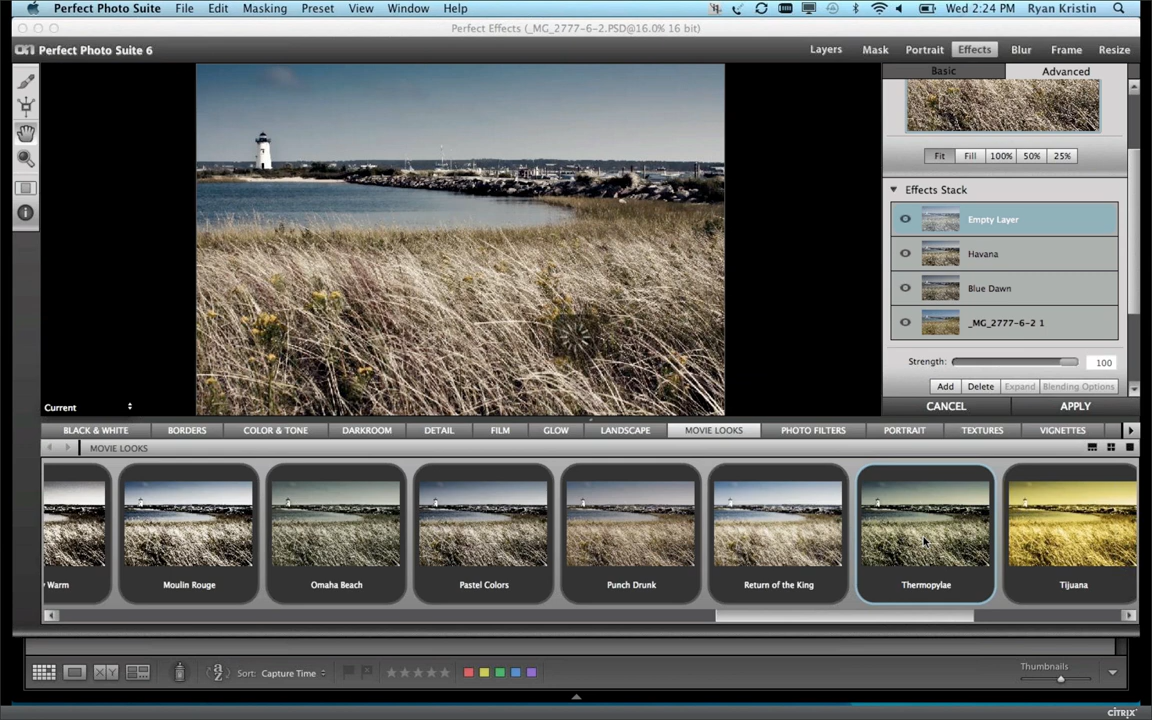 Perfect Photo Suite File Edit Masking Preset View Window Help Wed 2:24 PM Ryan Kristin
Perfect Effects (_MG_2777-6-2.PSD@16.0% 16 bit)
on Perfect Photo Suite 6 Layers Mask Portrait Effects Blur Frame Resize
Basic Advanced
Fit Fill 100% 50% 25%
Effects Stack
Empty Layer
Havana
Blue Dawn
_MG_2777-6-2 1
Strength: 100
Add Delete Expand Blending Options
Current CANCEL APPLY
BLACK & WHITE BORDERS COLOR & TONE DARKROOM DETAIL FILM GLOW LANDSCAPE MOVIE LOOKS PHOTO FILTERS PORTRAIT TEXTURES VIGNETTES
MOVIE LOOKS
Warm Moulin Rouge Omaha Beach Pastel Colors Punch Drunk Return of the King Thermopylae Tijuana
XY Sort: Capture Time Thumbnails
CITRIX